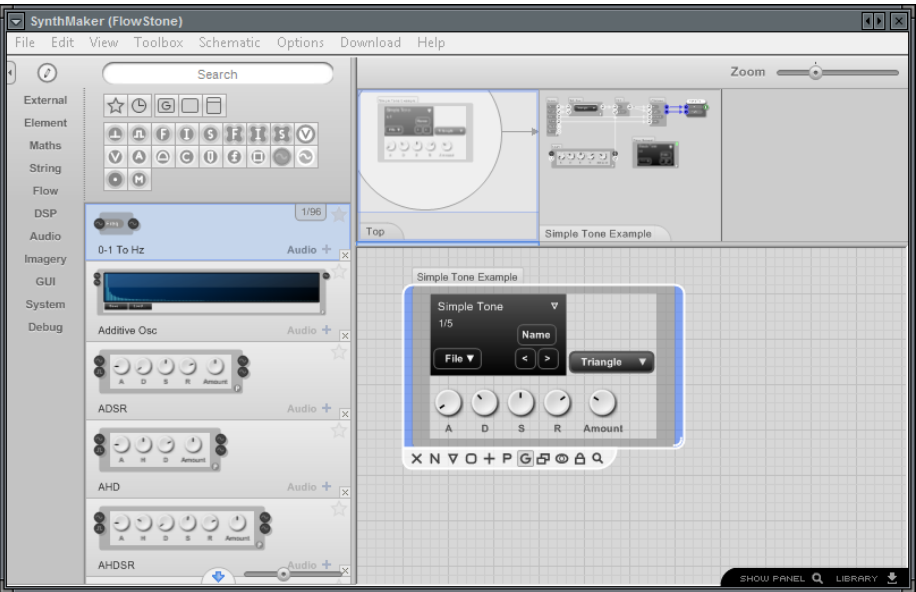 SynthMaker (FlowStone)
File Edit View Toolbox Schematic Options Download Help
Search
Zoom
External
Element
Maths
String
Flow
DSP
Audio
Imagery
GUI
System
Debug
1/96
0-1 To Hz Audio +
Additive Osc Audio +
A D S R Amount
ADSR Audio +
A H D Amount
AHD Audio +
A H D S R Amount
AHDSR Audio +
Top
Simple Tone Example
Simple Tone Example
Simple Tone
1/5
Name
File
< >
Triangle
A D S R Amount
X N P G
SHOW PANEL LIBRARY